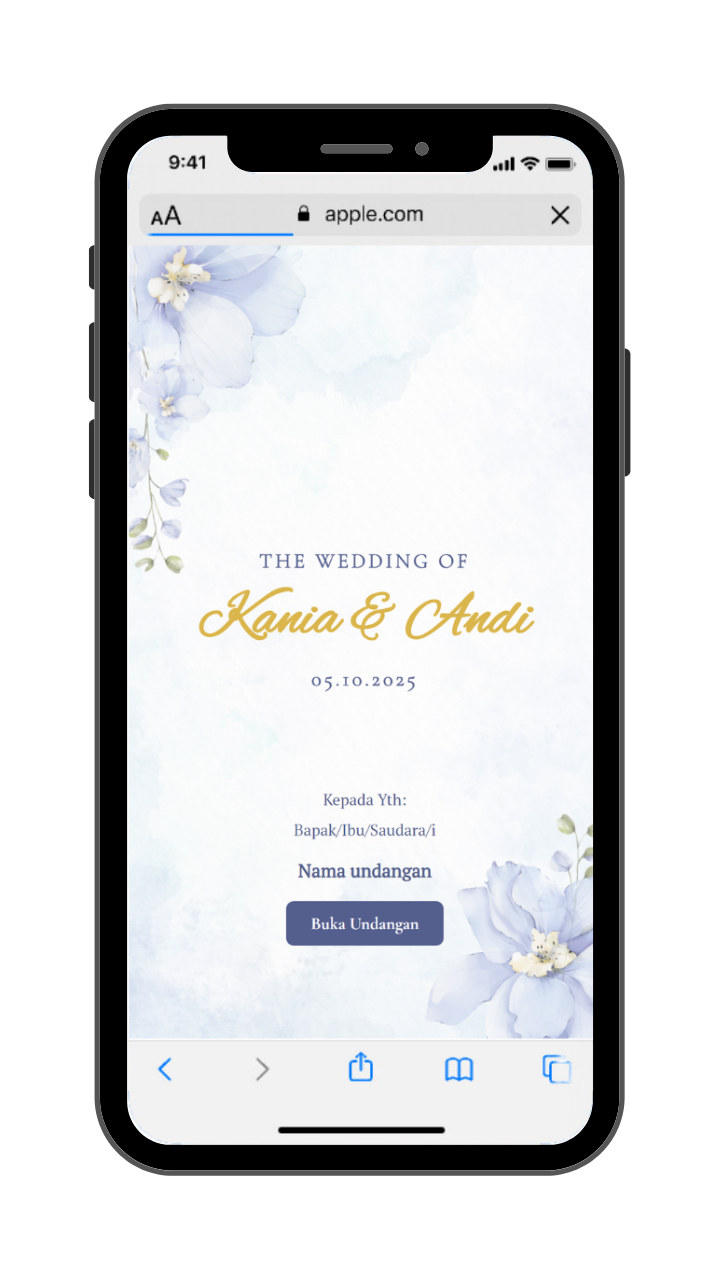 9:41
AA apple.com
THE WEDDING OF
Kania & Andi
05.10.2025
Kepada Yth:
Bapak/Ibu/Saudara/i
Nama undangan
Buka Undangan